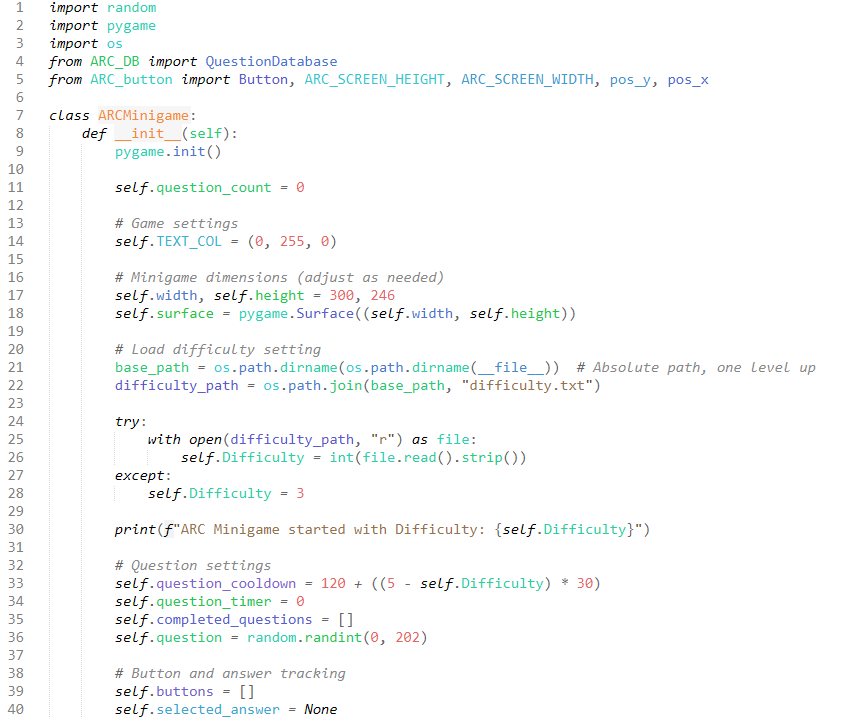 1 import random
2 import pygame
3 import os
4 from ARC_DB import QuestionDatabase
5 from ARC_button import Button, ARC_SCREEN_HEIGHT, ARC_SCREEN_WIDTH, pos_y, pos_x
6
7 class ARCMinigame:
8     def __init__(self):
9         pygame.init()
10
11         self.question_count = 0
12
13         # Game settings
14         self.TEXT_COL = (0, 255, 0)
15
16         # Minigame dimensions (adjust as needed)
17         self.width, self.height = 300, 246
18         self.surface = pygame.Surface((self.width, self.height))
19
20         # Load difficulty setting
21         base_path = os.path.dirname(os.path.dirname(__file__))  # Absolute path, one level up
22         difficulty_path = os.path.join(base_path, "difficulty.txt")
23
24         try:
25             with open(difficulty_path, "r") as file:
26                 self.Difficulty = int(file.read().strip())
27         except:
28             self.Difficulty = 3
29
30         print(f"ARC Minigame started with Difficulty: {self.Difficulty}")
31
32         # Question settings
33         self.question_cooldown = 120 + ((5 - self.Difficulty) * 30)
34         self.question_timer = 0
35         self.completed_questions = []
36         self.question = random.randint(0, 202)
37
38         # Button and answer tracking
39         self.buttons = []
40         self.selected_answer = None